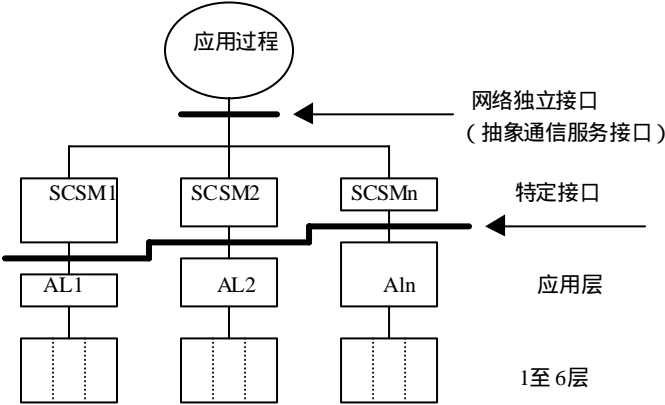 应用过程
网络独立接口
（抽象通信服务接口）
SCSM1
SCSM2
SCSMn
特定接口
AL1
AL2
Aln
应用层
1至6层